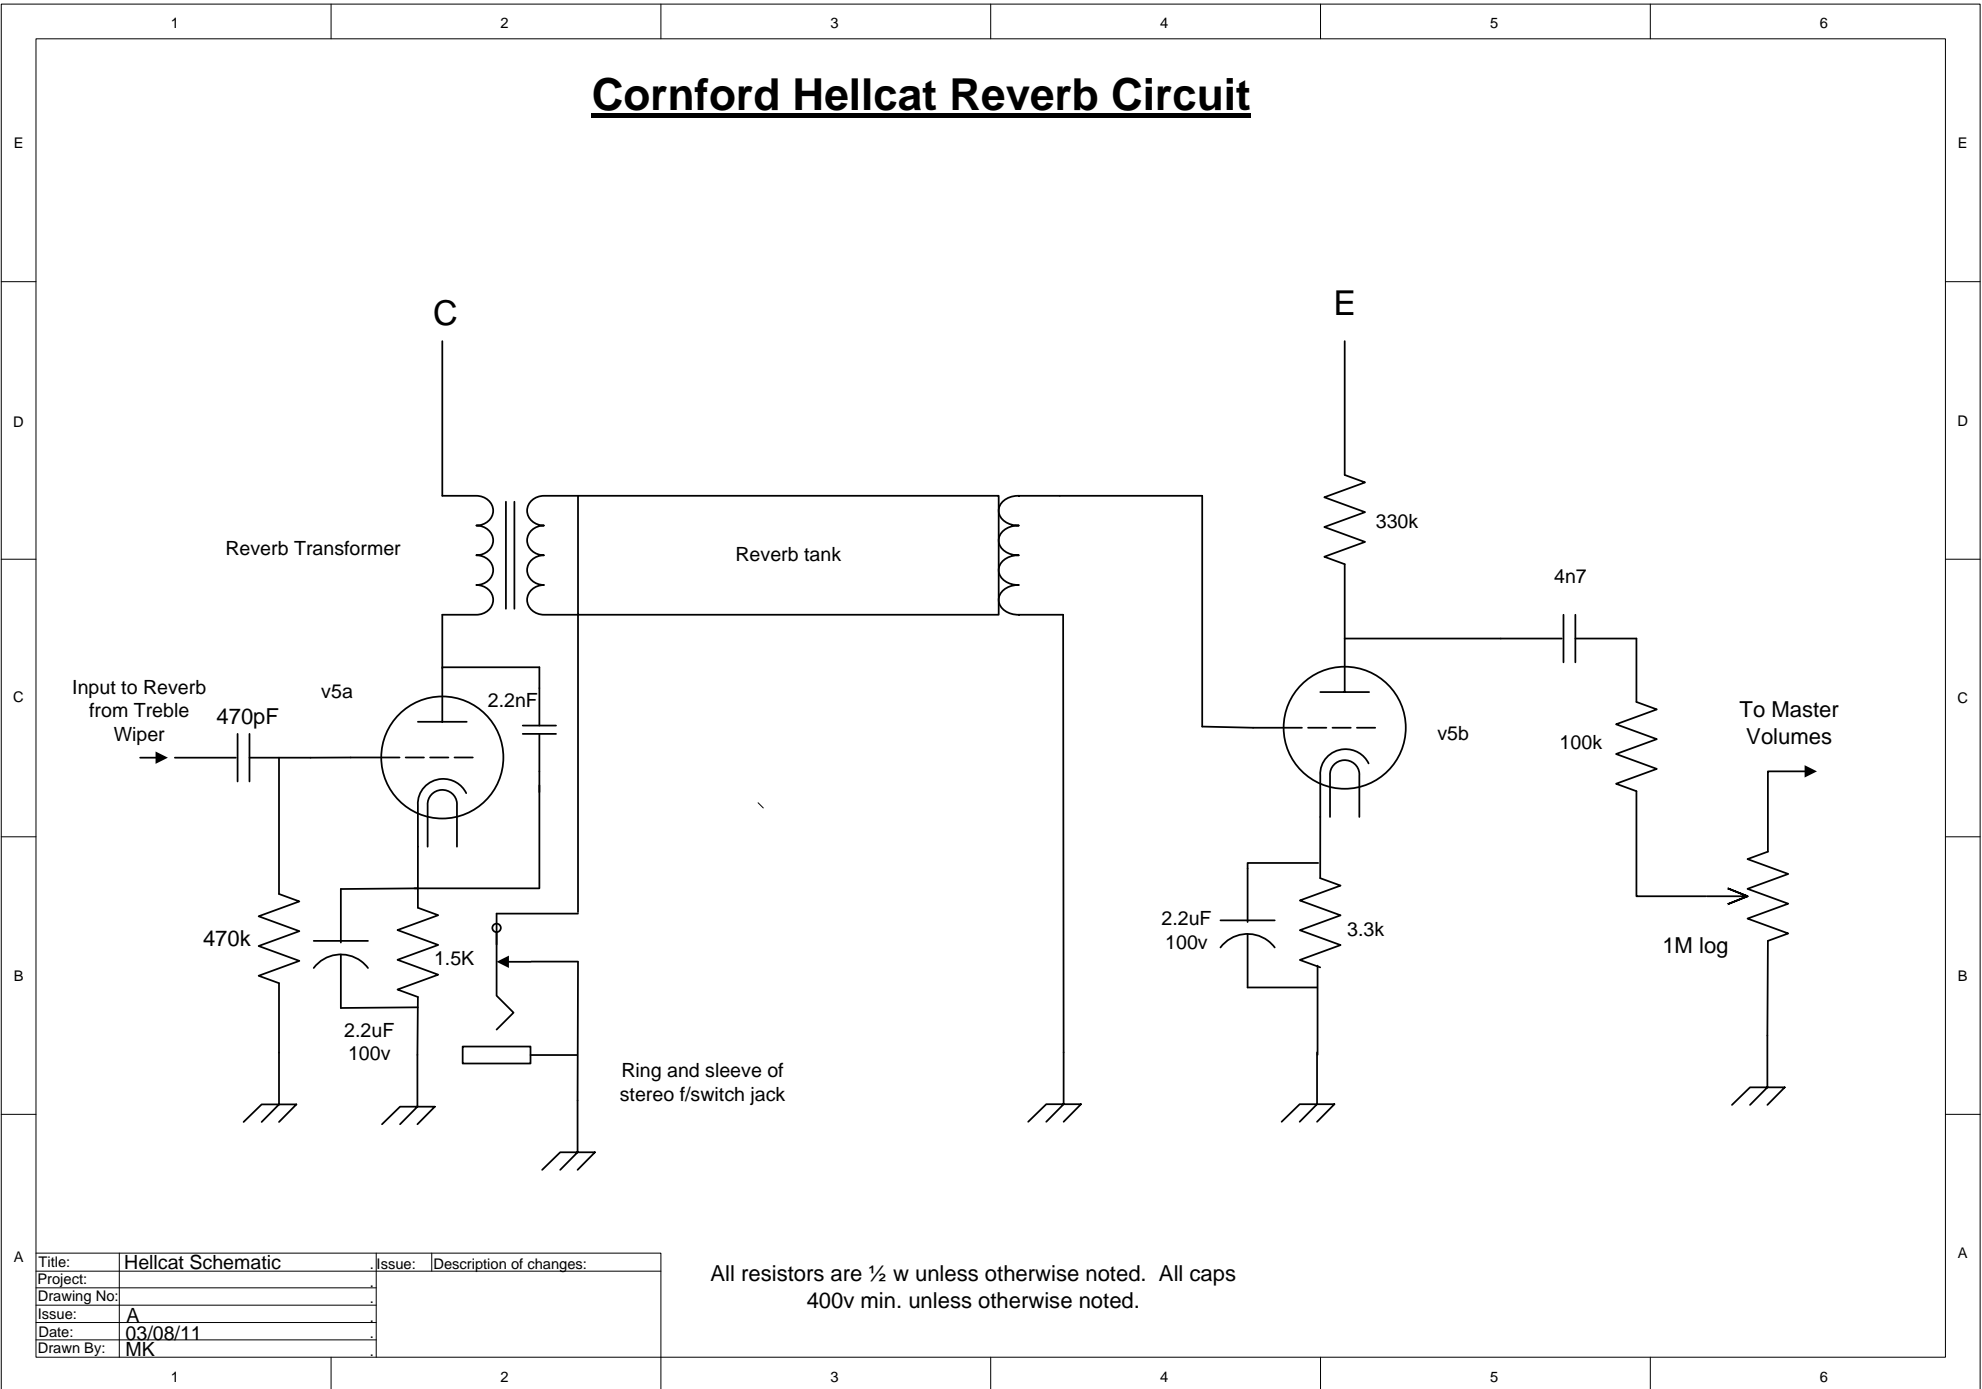 1 2 3 4 5 6
Cornford Hellcat Reverb Circuit
E E
C E
D D
330k
Reverb Transformer
Reverb tank
4n7
Input to Reverb
from Treble
Wiper
470pF
v5a
2.2nF
C C
v5b
100k
To Master
Volumes
470k
1.5K
2.2uF
100v
3.3k
1M log
B B
2.2uF
100v
Ring and sleeve of
stereo f/switch jack
A A
Title: Hellcat Schematic . Issue: Description of changes:
Project: .
Drawing No: .
Issue: A .
Date: 03/08/11 .
Drawn By: MK .
All resistors are ½ w unless otherwise noted. All caps
400v min. unless otherwise noted.
1 2 3 4 5 6